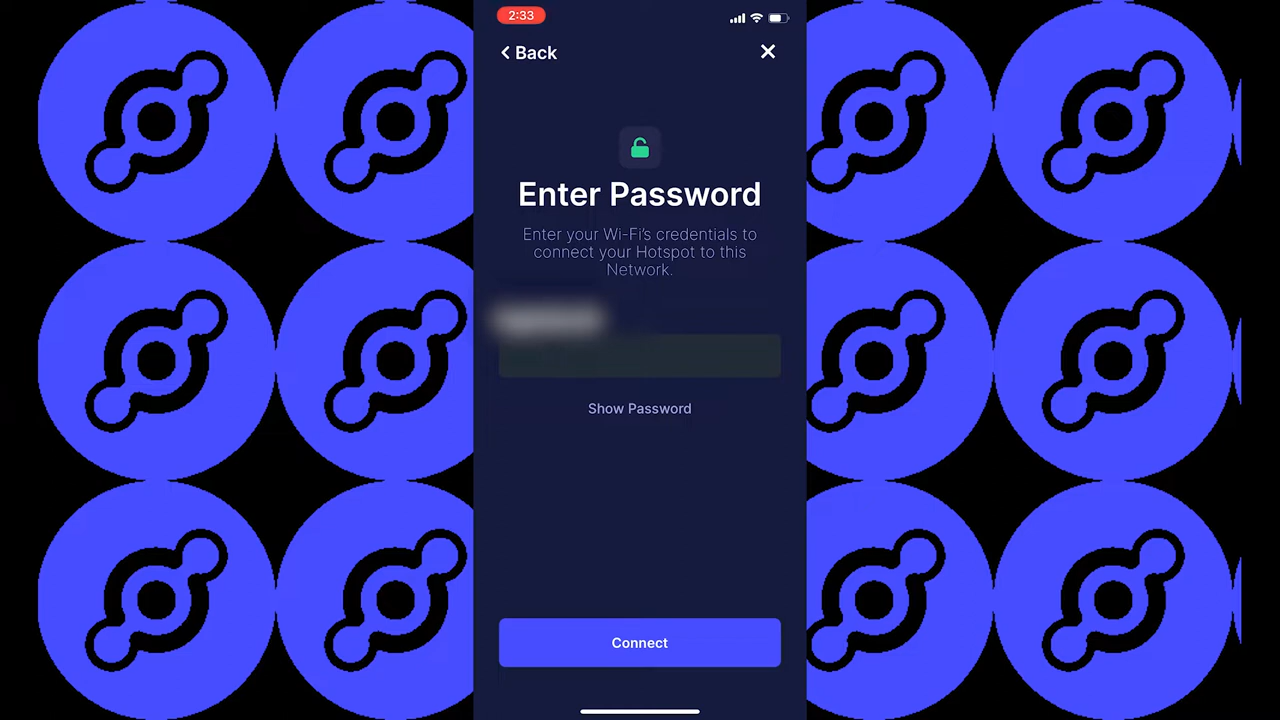 2:33
Back
Enter Password
Enter your Wi-Fi’s credentials to
connect your Hotspot to this
Network.
Show Password
Connect